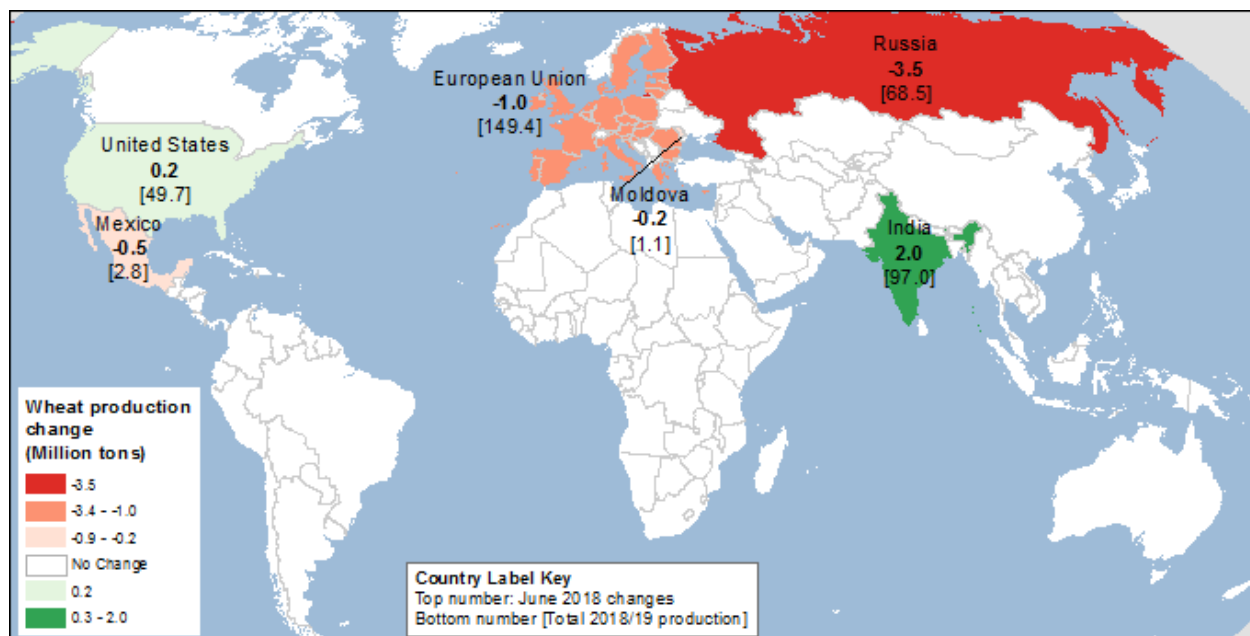 Russia
-3.5
[68.5]
European Union
-1.0
[149.4]
United States
0.2
[49.7]
Moldova
-0.2
[1.1]
Mexico
-0.5
[2.8]
India
2.0
[97.0]
Wheat production
change
(Million tons)
-3.5
-3.4 - -1.0
-0.9 - -0.2
No Change
0.2
0.3 - 2.0
Country Label Key
Top number: June 2018 changes
Bottom number [Total 2018/19 production]